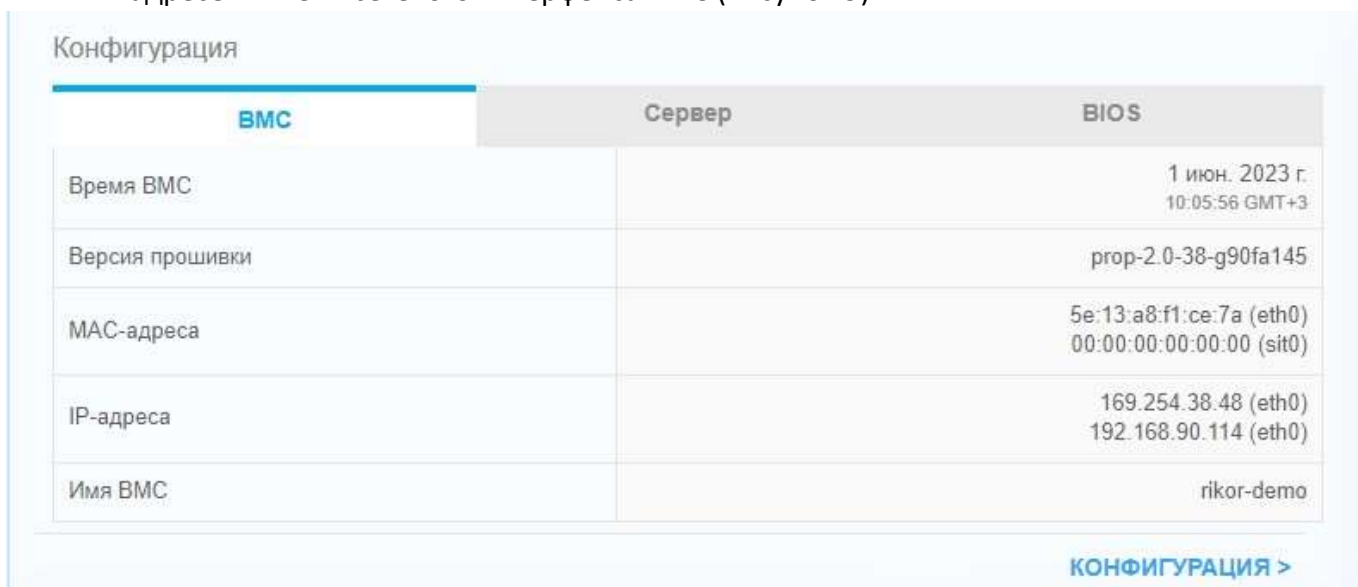 Конфигурация
BMC
Сервер
BIOS
Время BMC
1 июн. 2023 г.
10:05:56 GMT+3
Версия прошивки
prop-2.0-38-g90fa145
MAC-адреса
5e:13:a8:f1:ce:7a (eth0)
00:00:00:00:00:00 (sit0)
IP-адреса
169.254.38.48 (eth0)
192.168.90.114 (eth0)
Имя BMC
rikor-demo
КОНФИГУРАЦИЯ >